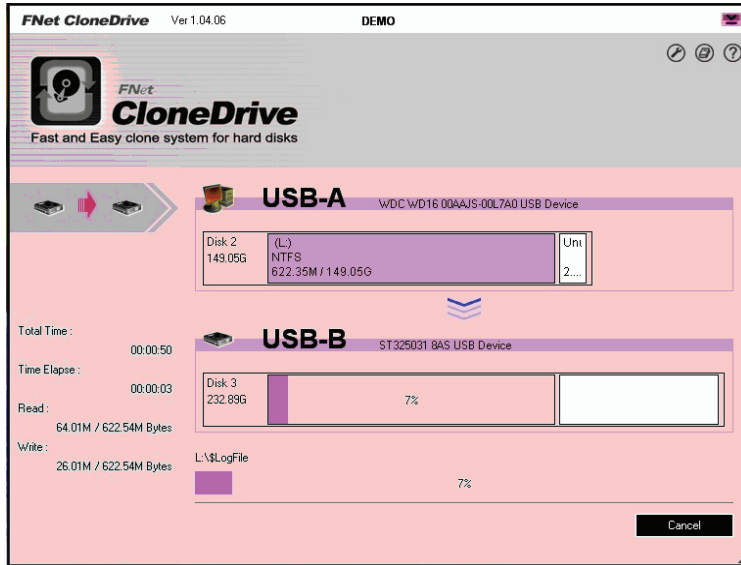 FNet CloneDrive Ver 1.04.06 DEMO
FNet
CloneDrive
Fast and Easy clone system for hard disks
USB-A WDC WD16 00AAJS-00L7A0 USB Device
Disk 2
149.05G
(L:)
NTFS
622.35M / 149.05G
2....
Total Time :
00:00:50
Time Elapse :
00:00:03
Read :
64.01M / 622.54M Bytes
Write :
26.01M / 622.54M Bytes
USB-B ST325031 8AS USB Device
Disk 3
232.89G
7%
L:\$LogFile
7%
Cancel